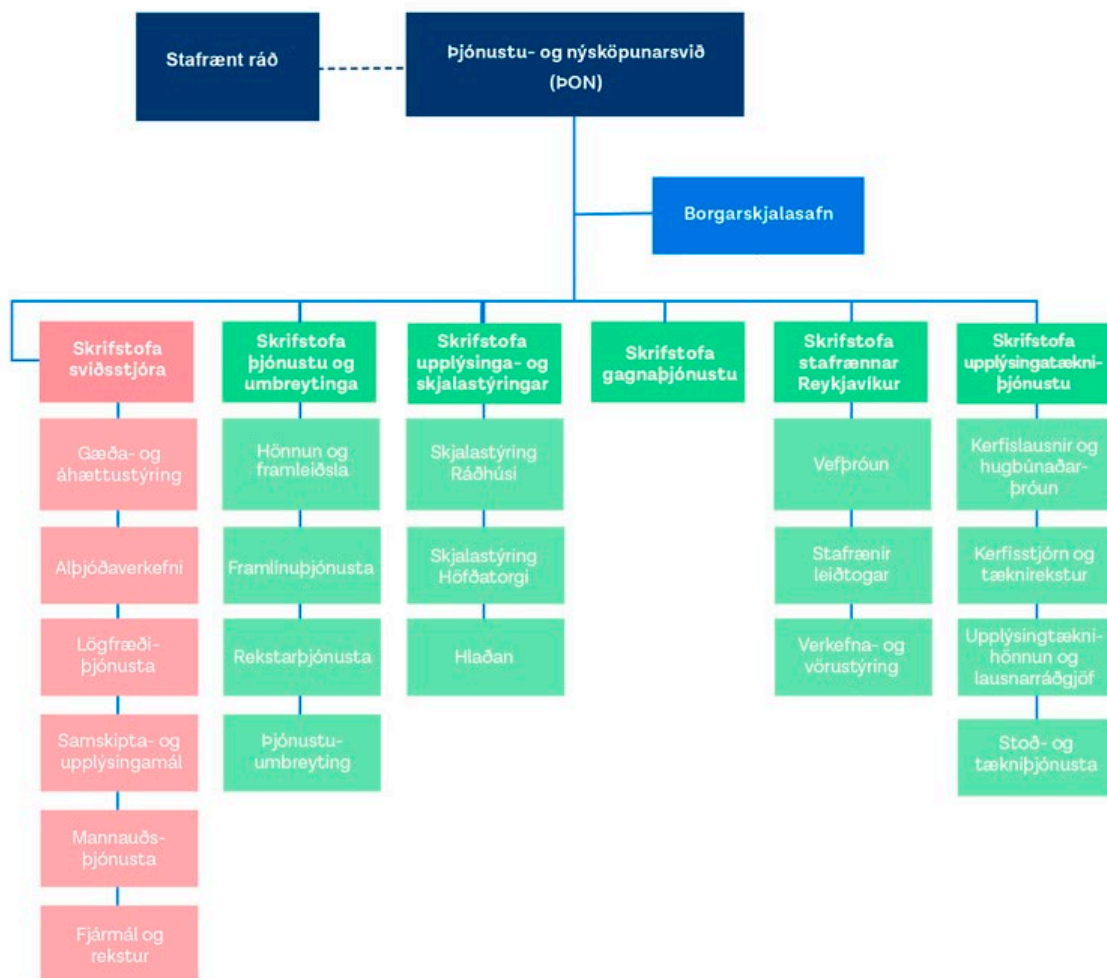 Stafrænt ráð
Þjónustu- og nýsköpunarsvið
(ÞON)
Borgarskjalasafn
Skrifstofa
sviðsstjóra
Gæða- og
áhættustýring
Alþjóðaverkefni
Lögfræði-
þjónusta
Samskipta- og
upplýsingamál
Mannauðs-
þjónusta
Fjármál og
rekstur
Skrifstofa
þjónustu og
umbreytinga
Hönnun og
framleiðsla
Framlínuþjónusta
Rekstarþjónusta
Þjónustu-
umbreyting
Skrifstofa
upplýsinga- og
skjalastýringar
Skjalastýring
Ráðhúsi
Skjalastýring
Höfðatorgi
Hlaðan
Skrifstofa
gagnaþjónustu
Skrifstofa
stafrænnar
Reykjavíkur
Vefþróun
Stafrænir
leiðtogar
Verkefna- og
vörustýring
Skrifstofa
upplýsingatækni-
þjónustu
Kerfislausnir og
hugbúnaðar-
þróun
Kerfisstjórn og
tæknirekstur
Upplýsingtækni-
hönnun og
lausnarráðgjöf
Stoð- og
tækniþjónusta